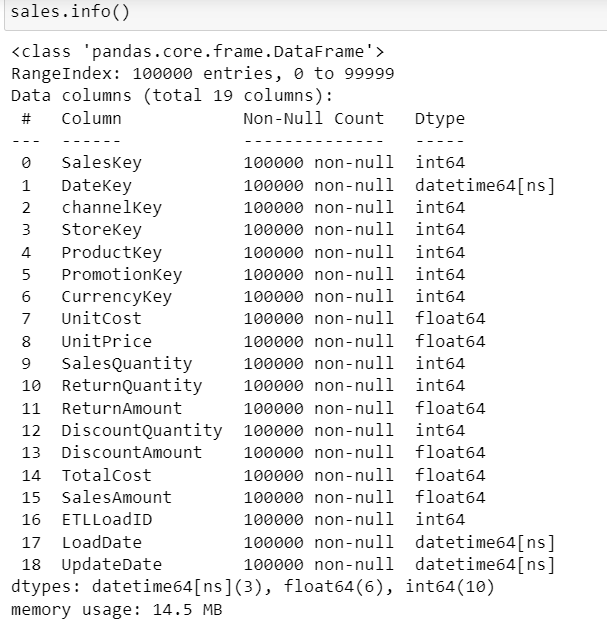 sales.info()
<class 'pandas.core.frame.DataFrame'>
RangeIndex: 100000 entries, 0 to 99999
Data columns (total 19 columns):
 #   Column            Non-Null Count   Dtype
---  ------            --------------   -----
 0   SalesKey          100000 non-null  int64
 1   DateKey           100000 non-null  datetime64[ns]
 2   channelKey        100000 non-null  int64
 3   StoreKey          100000 non-null  int64
 4   ProductKey        100000 non-null  int64
 5   PromotionKey      100000 non-null  int64
 6   CurrencyKey       100000 non-null  int64
 7   UnitCost          100000 non-null  float64
 8   UnitPrice         100000 non-null  float64
 9   SalesQuantity     100000 non-null  int64
 10  ReturnQuantity    100000 non-null  int64
 11  ReturnAmount      100000 non-null  float64
 12  DiscountQuantity  100000 non-null  int64
 13  DiscountAmount    100000 non-null  float64
 14  TotalCost         100000 non-null  float64
 15  SalesAmount       100000 non-null  float64
 16  ETLLoadID         100000 non-null  int64
 17  LoadDate          100000 non-null  datetime64[ns]
 18  UpdateDate        100000 non-null  datetime64[ns]
dtypes: datetime64[ns](3), float64(6), int64(10)
memory usage: 14.5 MB